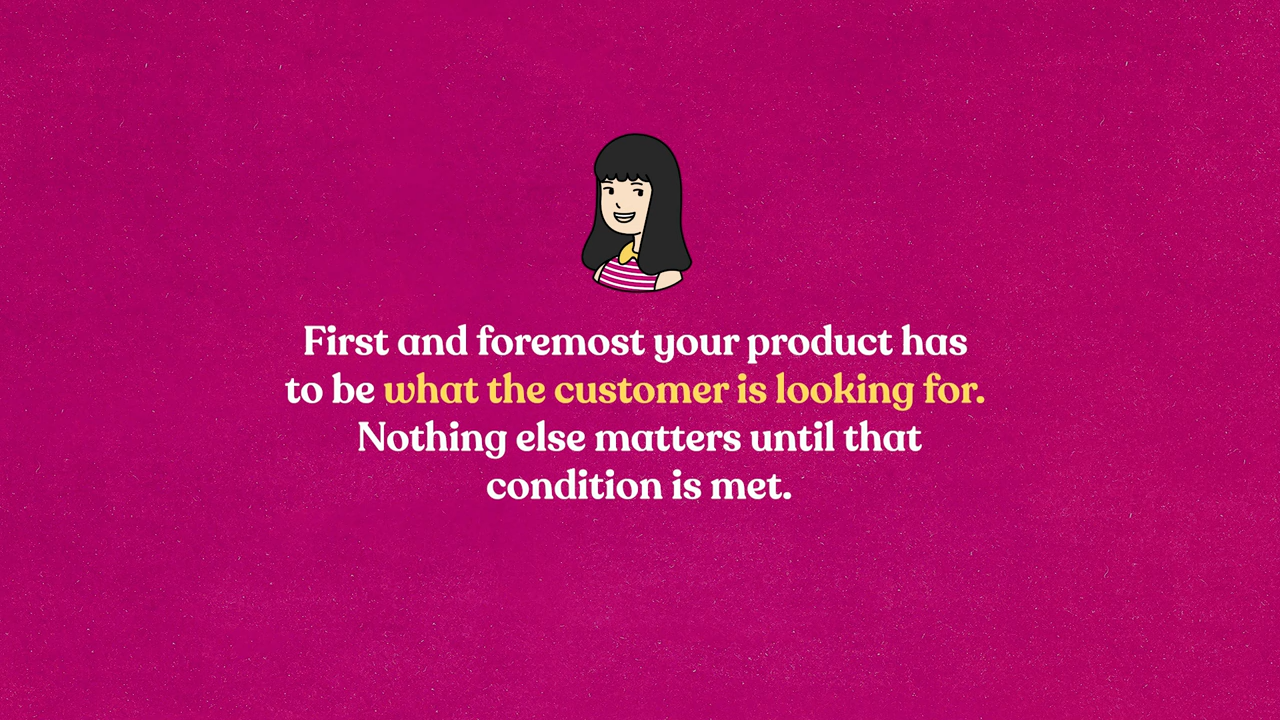 First and foremost your product has
to be what the customer is looking for.
Nothing else matters until that
condition is met.